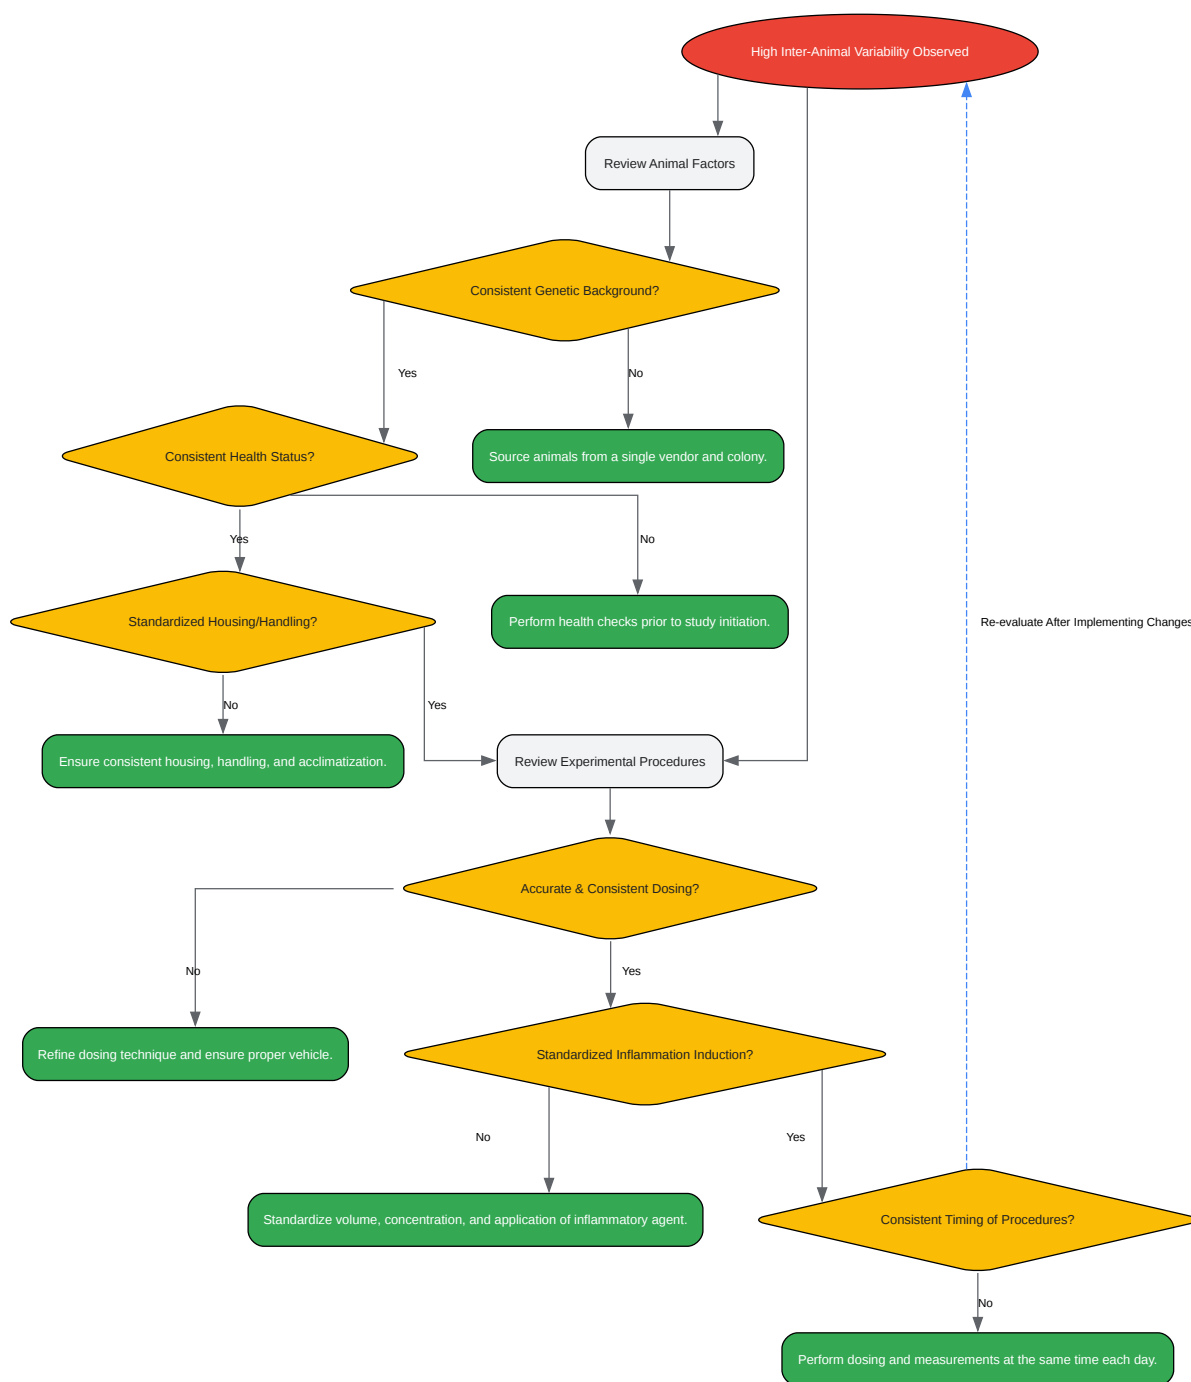 High Inter-Animal Variability Observed
Review Animal Factors
Consistent Genetic Background?
Yes
No
Consistent Health Status?
Source animals from a single vendor and colony.
Yes
No
Standardized Housing/Handling?
Perform health checks prior to study initiation.
Re-evaluate After Implementing Changes
No
Yes
Ensure consistent housing, handling, and acclimatization.
Review Experimental Procedures
Accurate & Consistent Dosing?
No
Yes
Refine dosing technique and ensure proper vehicle.
Standardized Inflammation Induction?
No
Yes
Standardize volume, concentration, and application of inflammatory agent.
Consistent Timing of Procedures?
No
Perform dosing and measurements at the same time each day.